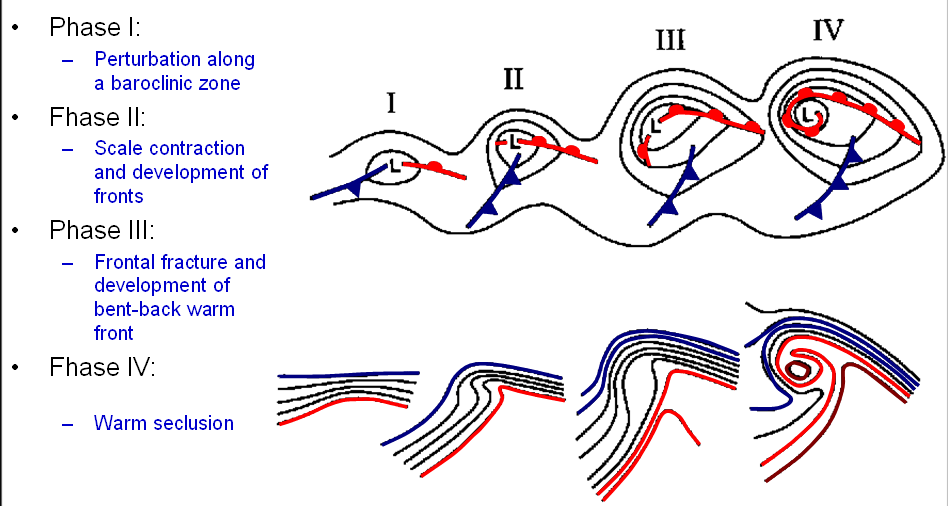 • Phase I:
– Perturbation along
a baroclinic zone
• Fhase II:
– Scale contraction
and development of
fronts
• Phase III:
– Frontal fracture and
development of
bent-back warm
front
• Fhase IV:
– Warm seclusion
I
II
III
IV
L
L
L
L